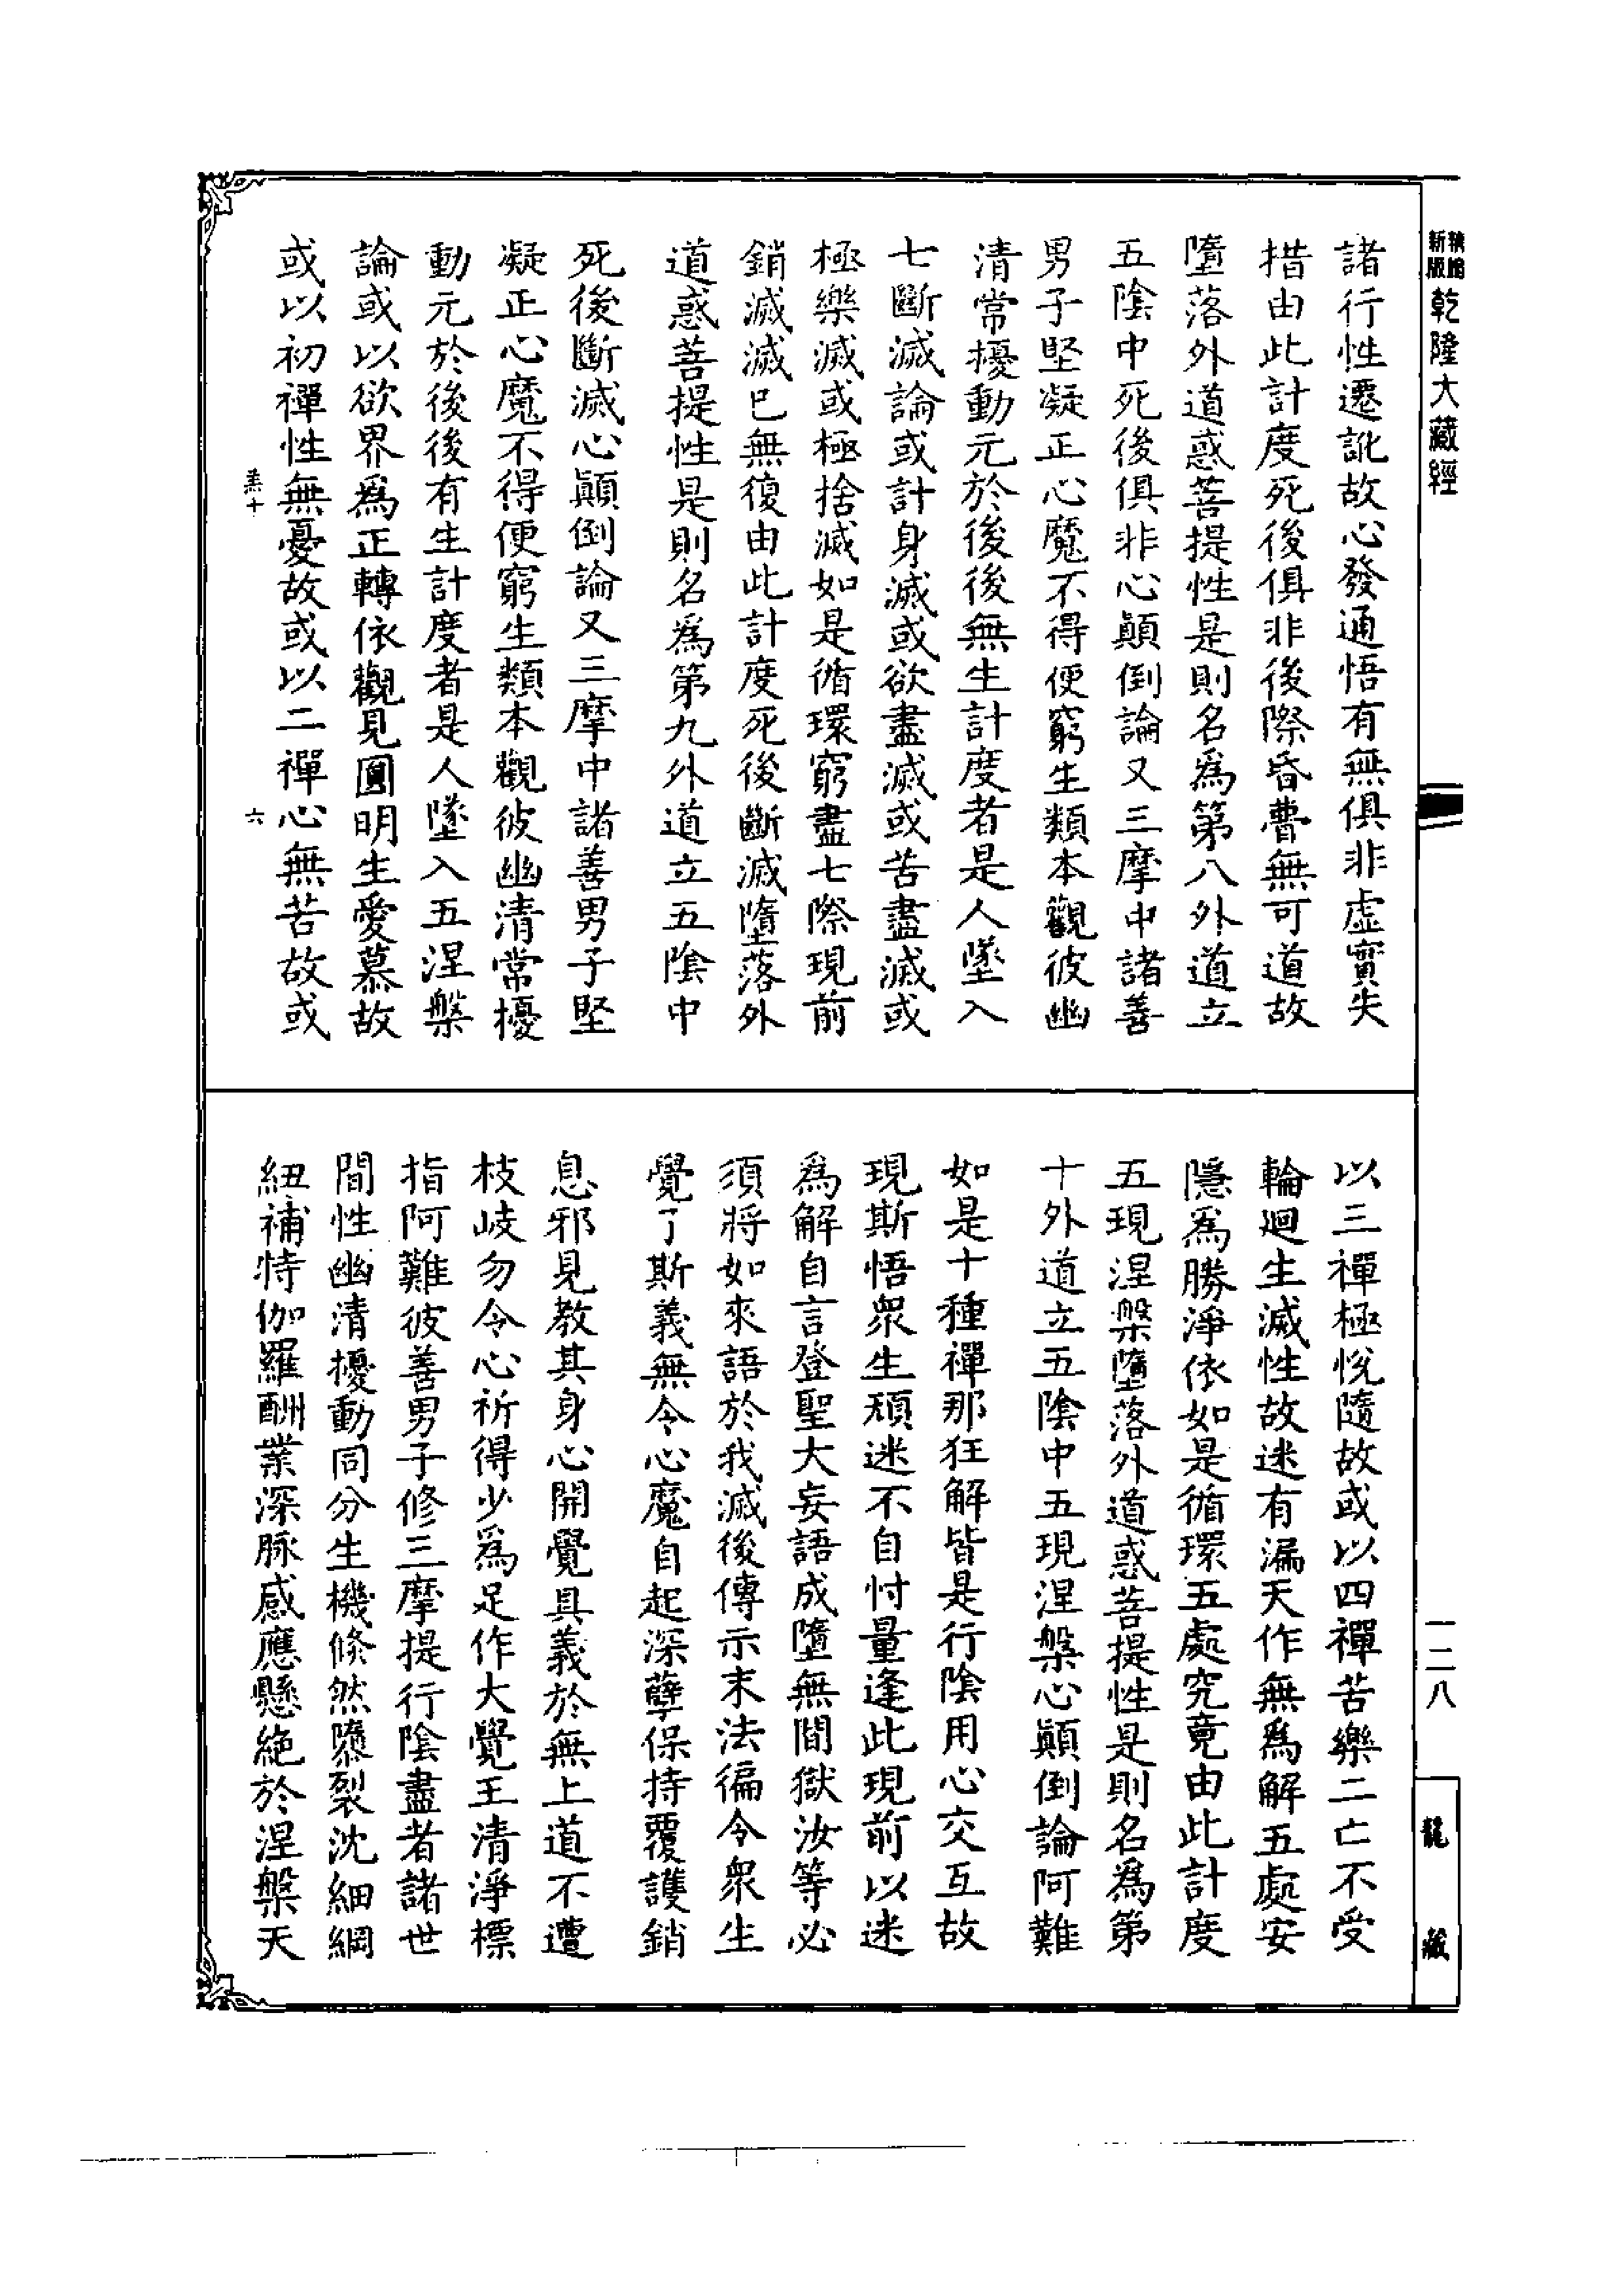 新版
乾隆大藏經
諸行性遷訛故心發通悟有無俱非虛實失
措由此計度死後俱非後際昏瞢無可道故
墮落外道惑菩提性是則名爲第八外道立
五陰中死後俱非心顚倒論又三摩中諸善
男子堅凝正心魔不得便窮生類本觀彼幽
清常擾動元於後後無生計度者是人墜入
七斷滅論或計身滅或欲盡滅或苦盡滅或
極樂滅或極捨滅如是循環窮盡七際現前
銷滅滅已無復由此計度死後斷滅墮落外
道惑菩提性是則名爲第九外道立五陰中
死後斷滅心顚倒論又三摩中諸善男子堅
凝正心魔不得便窮生類本觀彼幽清常擾
動元於後後有生計度者是人墜入五涅槃
論或以欲界爲正轉依觀見圓明生愛慕故
或以初禪性無憂故或以二禪心無苦故或
羔十
六
以三禪極悅隨故或以四禪苦樂二亡不受
輪迴生滅性故迷有漏天作無爲解五處安
隱爲勝淨依如是循環五處究竟由此計度
五現涅槃墮落外道惑菩提性是則名爲第
十外道立五陰中五現涅槃心顚倒論阿難
如是十種禪那狂解皆是行陰用心交互故
現斯悟衆生頑迷不自忖量逢此現前以迷
爲解自言登聖大妄語成墮無間獄汝等必
須將如來語於我滅後傳示末法徧令衆生
覺了斯義無令心魔自起深孽保持覆護銷
息邪見教其身心開覺眞義於無上道不遭
枝岐勿令心祈得少爲足作大覺王清淨標
指阿難彼善男子修三摩提行陰盡者諸世
間性幽清擾動同分生機倏然隳裂沈細綱
紐補特伽羅酬業深脉感應懸絕於涅槃天
一二八
龍藏